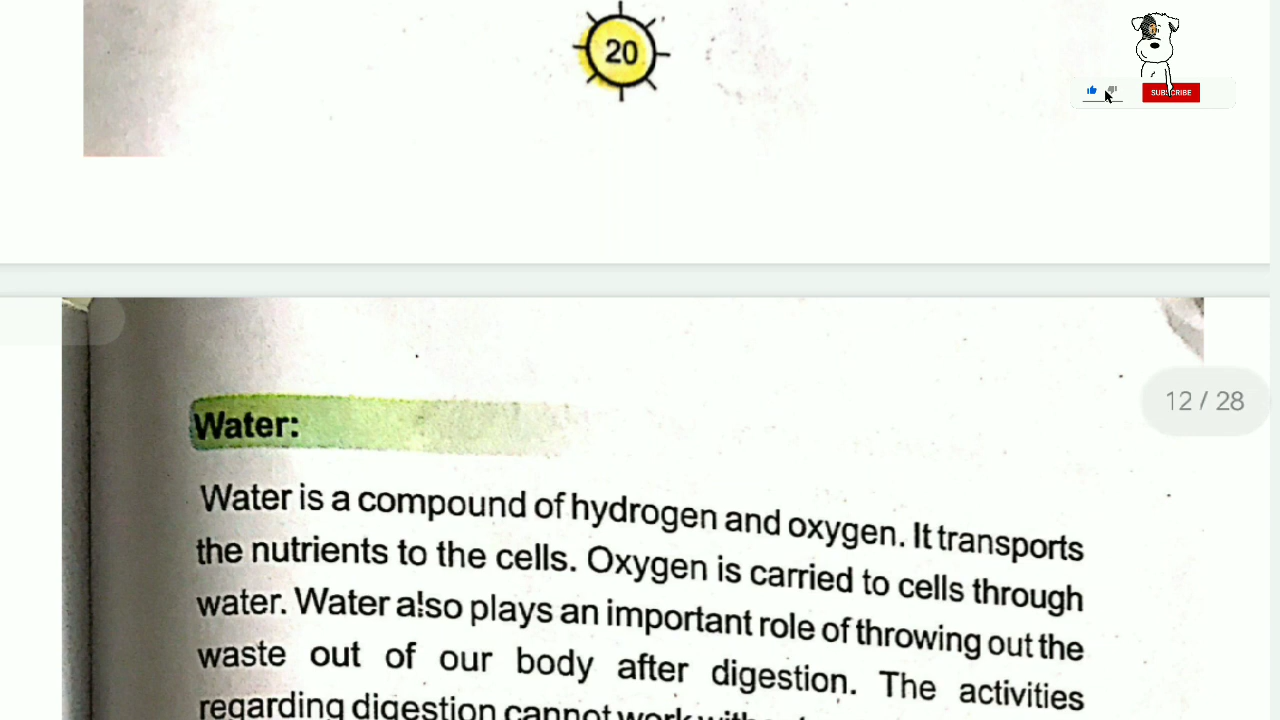 20
SUBSCRIBE
12 / 28
Water:
Water is a compound of hydrogen and oxygen. It transports
the nutrients to the cells. Oxygen is carried to cells through
water. Water also plays an important role of throwing out the
waste out of our body after digestion. The activities
regarding digestion cannot work